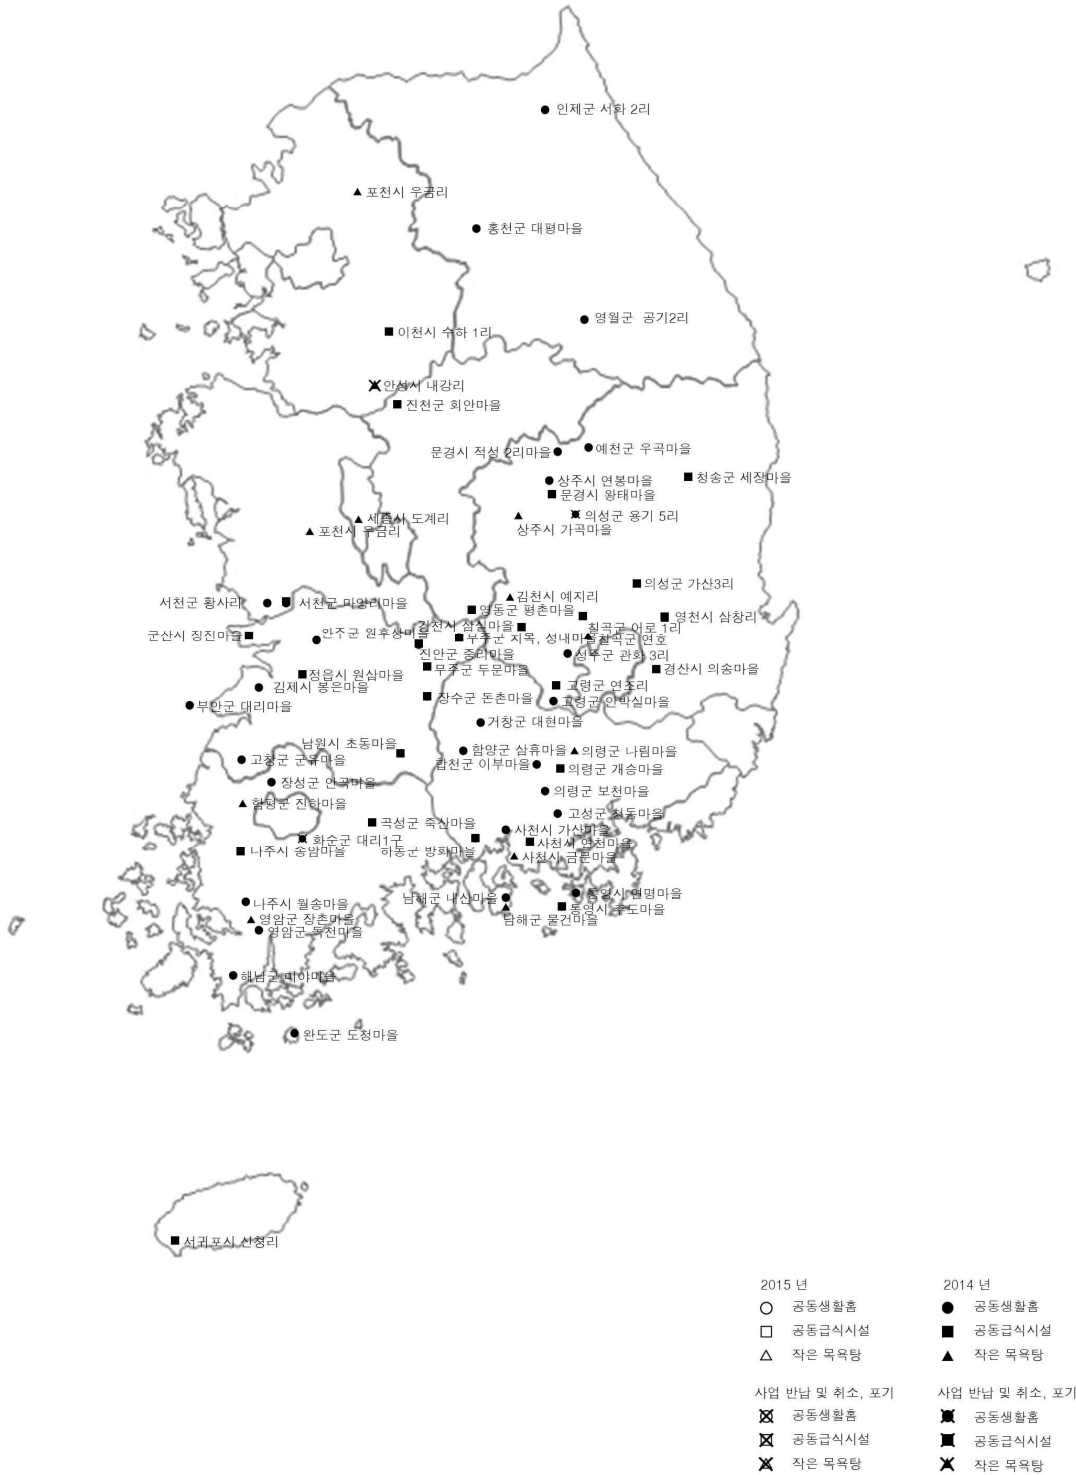 인제군 서화 2리
포천시 우금리
홍천군 대평마을
영월군 공기2리
이천시 수하 1리
안성시 내강리
진천군 회안마을
문경시 적성 2리마을
예천군 우곡마을
상주시 연봉마을
청송군 세장마을
문경시 왕태마을
의성군 용기 5리
상주시 가곡마을
세종시 도계리
포천시 우금리
의성군 가산3리
김천시 예지리
서천군 황사리
서천군 마양리마을
영동군 평촌마을
영천시 삼창리
김천시 삼실마을
칠곡군 어로 1리
군산시 징진마을
완주군 원후상마을
무주군 지목, 성내마을
칠곡군 연호
진안군 중리마을
성주군 관화 3리
무주군 두문마을
경산시 의송마을
정읍시 원삼마을
김제시 봉은마을
고령군 연조리
장수군 돈촌마을
고령군 안박실마을
부안군 대리마을
거창군 대현마을
남원시 초동마을
함양군 삼휴마을
의령군 나림마을
고창군 군유마을
합천군 이부마을
의령군 개승마을
장성군 안곡마을
의령군 보천마을
함평군 진하마을
고성군 청동마을
곡성군 죽산마을
사천시 가산마을
화순군 대리1구
하동군 방화마을
사천시 연천마을
나주시 송암마을
사천시 금문마을
남해군 내산마을
통영시 연명마을
나주시 월송마을
통영시 추도마을
영암군 장촌마을
남해군 물건마을
영암군 독천마을
해남군 미야마을
완도군 도청마을
서귀포시 신청리
2015 년
공동생활홈
공동급식시설
작은 목욕탕
사업 반납 및 취소, 포기
공동생활홈
공동급식시설
작은 목욕탕
2014 년
공동생활홈
공동급식시설
작은 목욕탕
사업 반납 및 취소, 포기
공동생활홈
공동급식시설
작은 목욕탕